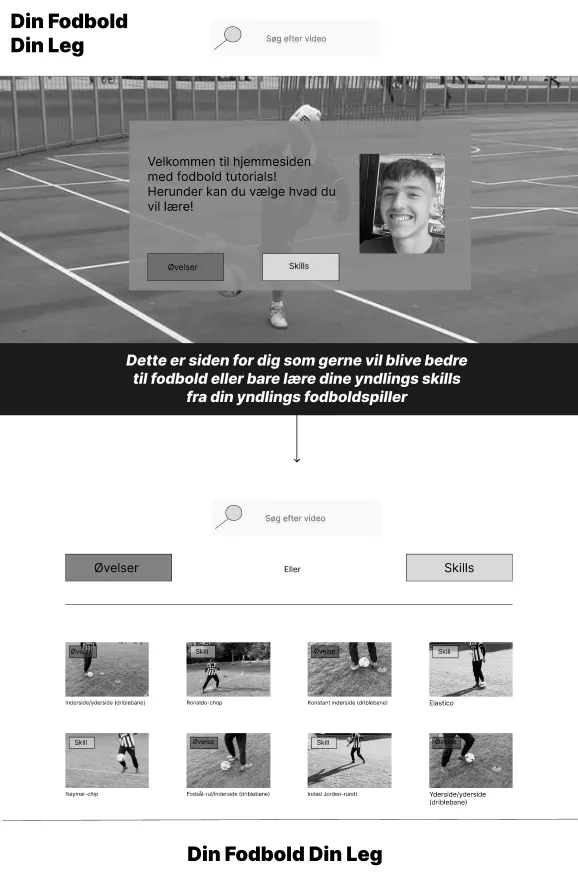 Din Fodbold
Din Leg
Søg efter video
Velkommen til hjemmesiden
med fodbold tutorials!
Herunder kan du vælge hvad du
vil lære!
Øvelser
Skills
Dette er siden for dig som gerne vil blive bedre
til fodbold eller bare lære dine yndlings skills
fra din yndlings fodboldspiller
Søg efter video
Øvelser
Eller
Skills
Øvelse
Skill
Øvelse
Skill
Inderside/yderside (driblebane)
Ronaldo-chop
Konstant inderside (driblebane)
Elastico
Skill
Øvelse
Skill
Øvelse
Neymar-chip
Fodsål-rul/inderside (driblebane)
Indad Jorden-rundt
Yderside/yderside
(driblebane)
Din Fodbold Din Leg